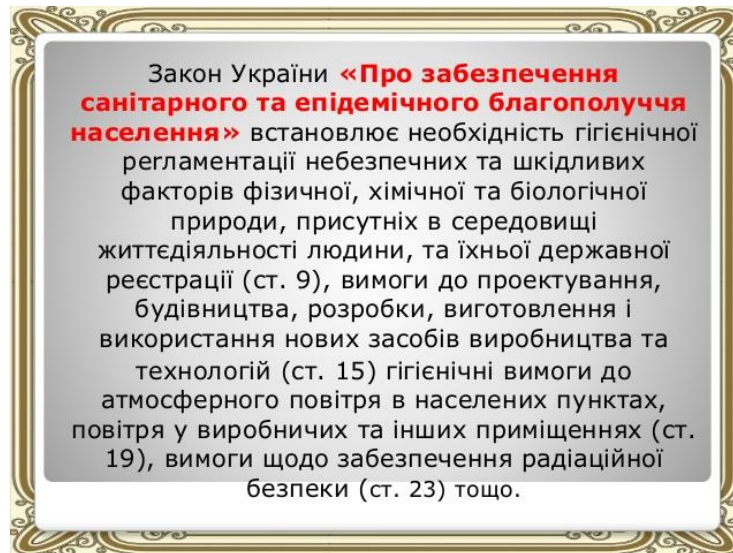 Закон України «Про забезпечення
санітарного та епідемічного благополуччя
населення» встановлює необхідність гігієнічної
регламентації небезпечних та шкідливих
факторів фізичної, хімічної та біологічної
природи, присутніх в середовищі
життєдіяльності людини, та їхньої державної
реєстрації (ст. 9), вимоги до проектування,
будівництва, розробки, виготовлення і
використання нових засобів виробництва та
технологій (ст. 15) гігієнічні вимоги до
атмосферного повітря в населених пунктах,
повітря у виробничих та інших приміщеннях (ст.
19), вимоги щодо забезпечення радіаційної
безпеки (ст. 23) тощо.